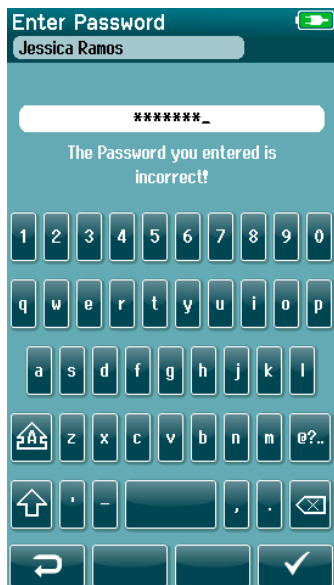 Enter Password
Jessica Ramos
*******_
The Password you entered is
incorrect!
1 2 3 4 5 6 7 8 9 0
q w e r t y u i o p
a s d f g h j k l
A z x c v b n m @?..
' - , .